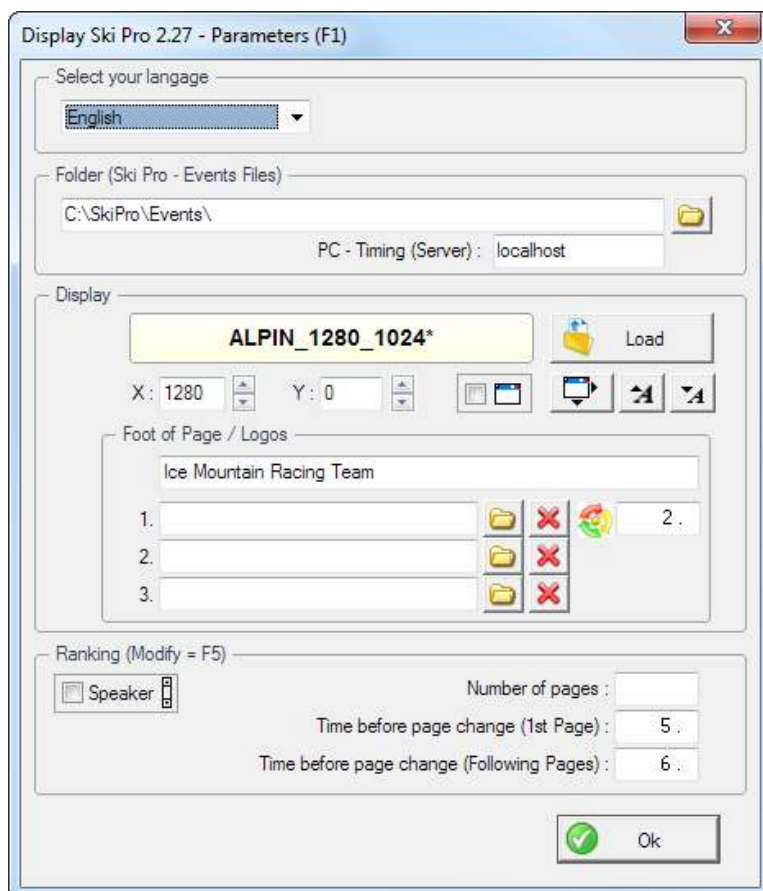 Display Ski Pro 2.27 - Parameters (F1)
Select your langage
English
Folder (Ski Pro - Events Files)
C:\SkiPro\Events\
PC - Timing (Server) : localhost
Display
ALPIN_1280_1024* Load
X : 1280 Y : 0 A A
Foot of Page / Logos
Ice Mountain Racing Team
1. 2 .
2.
3.
Ranking (Modify = F5)
Speaker Number of pages :
Time before page change (1st Page) : 5 .
Time before page change (Following Pages) : 6 .
Ok